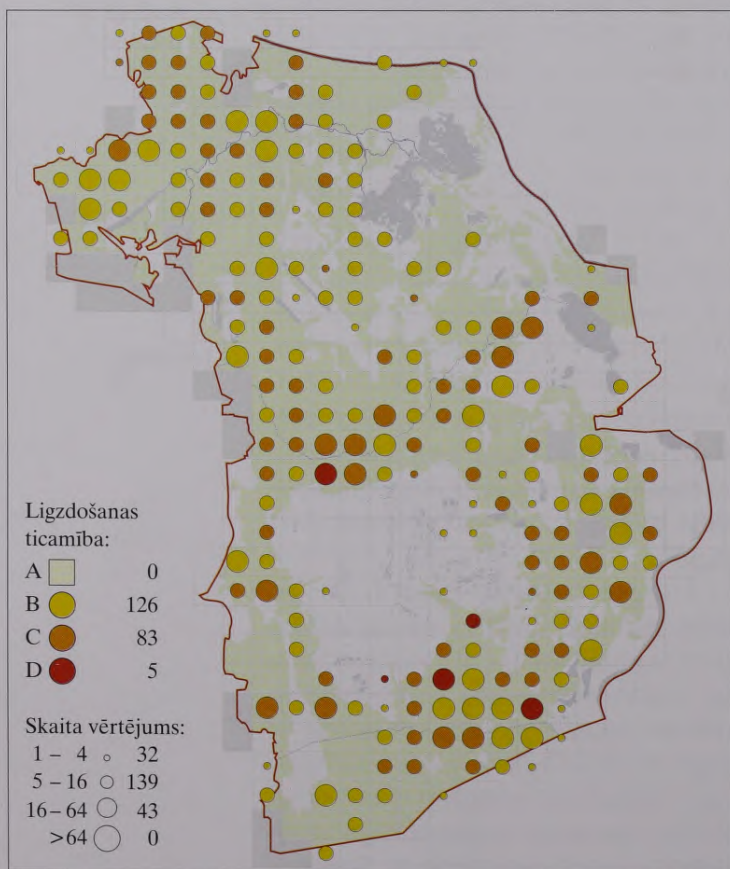 Ligzdošanas
ticamība:
A 0
B 126
C 83
D 5
Skaita vērtējums:
1 – 4 32
5 – 16 139
16 – 64 43
>64 0